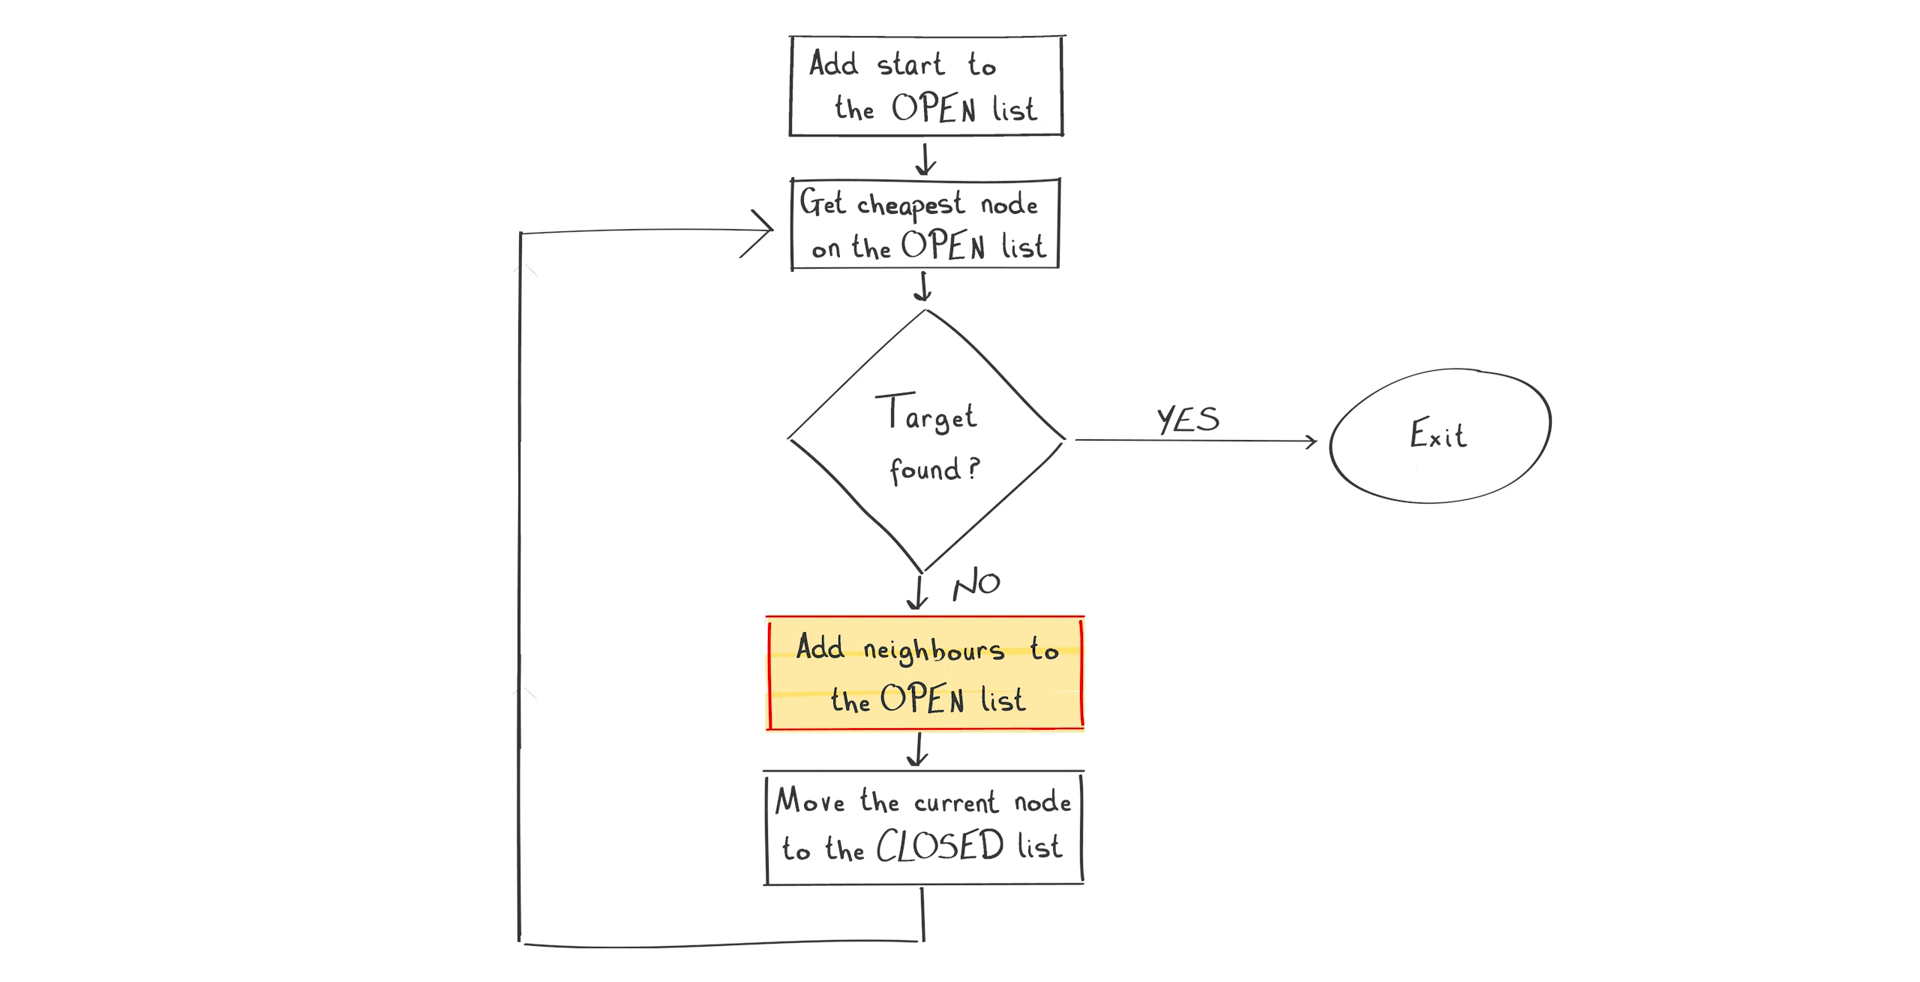 Add start to
the OPEN list
Get cheapest node
on the OPEN list
Target
found?
YES
Exit
NO
Add neighbours to
the OPEN list
Move the current node
to the CLOSED list